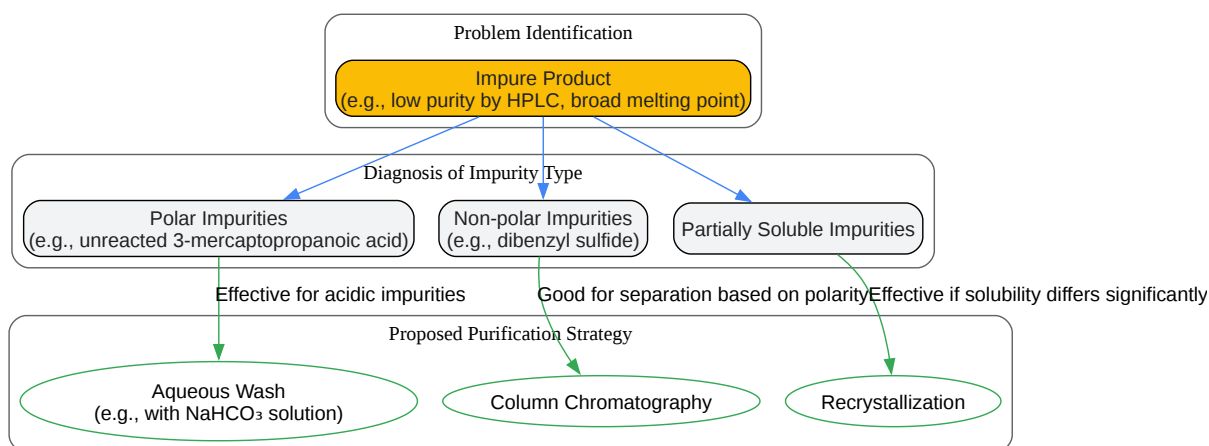 Problem Identification
Impure Product
(e.g., low purity by HPLC, broad melting point)
Diagnosis of Impurity Type
Polar Impurities
(e.g., unreacted 3-mercaptopropanoic acid)
Non-polar Impurities
(e.g., dibenzyl sulfide)
Partially Soluble Impurities
Effective for acidic impurities
Good for separation based on polarity
Effective if solubility differs significantly
Proposed Purification Strategy
Aqueous Wash
(e.g., with NaHCO₃ solution)
Column Chromatography
Recrystallization